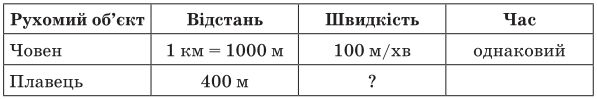 Рухомий об’єкт Відстань Швидкість Час
Човен 1 км = 1000 м 100 м/хв однаковий
Плавець 400 м ?